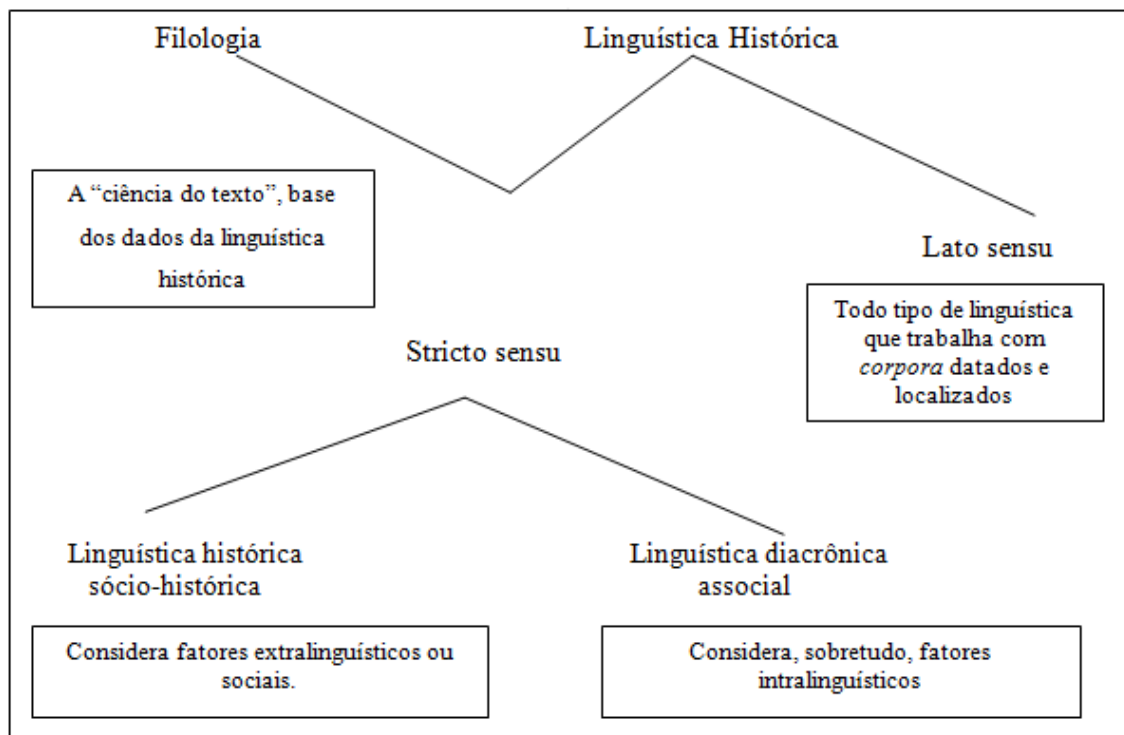 Filologia
Linguística Histórica
A “ciência do texto”, base
dos dados da linguística
histórica
Lato sensu
Todo tipo de linguística
que trabalha com
corpora datados e
localizados
Stricto sensu
Linguística histórica
sócio-histórica
Linguística diacrônica
associal
Considera fatores extralinguísticos ou
sociais.
Considera, sobretudo, fatores
intralinguísticos